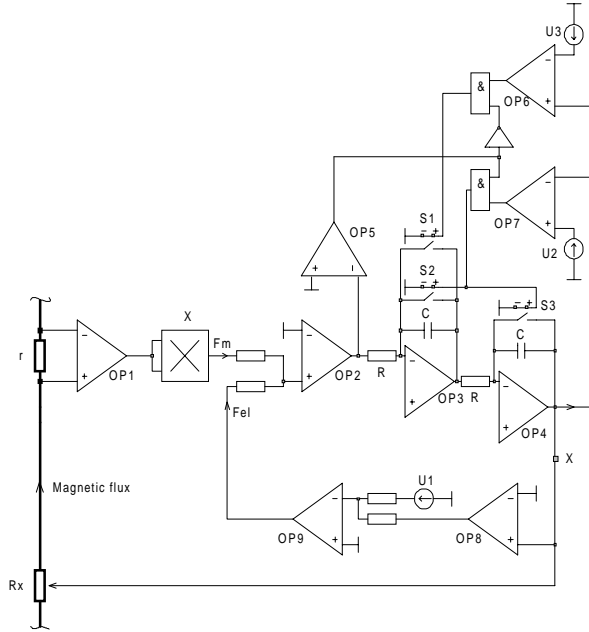 U3
&
OP6
&
OP7
U2
S1
OP5
S2
S3
C
C
X
r
OP1
Fm
OP2
R
OP3
R
OP4
Fel
X
Magnetic flux
U1
OP9
OP8
Rx